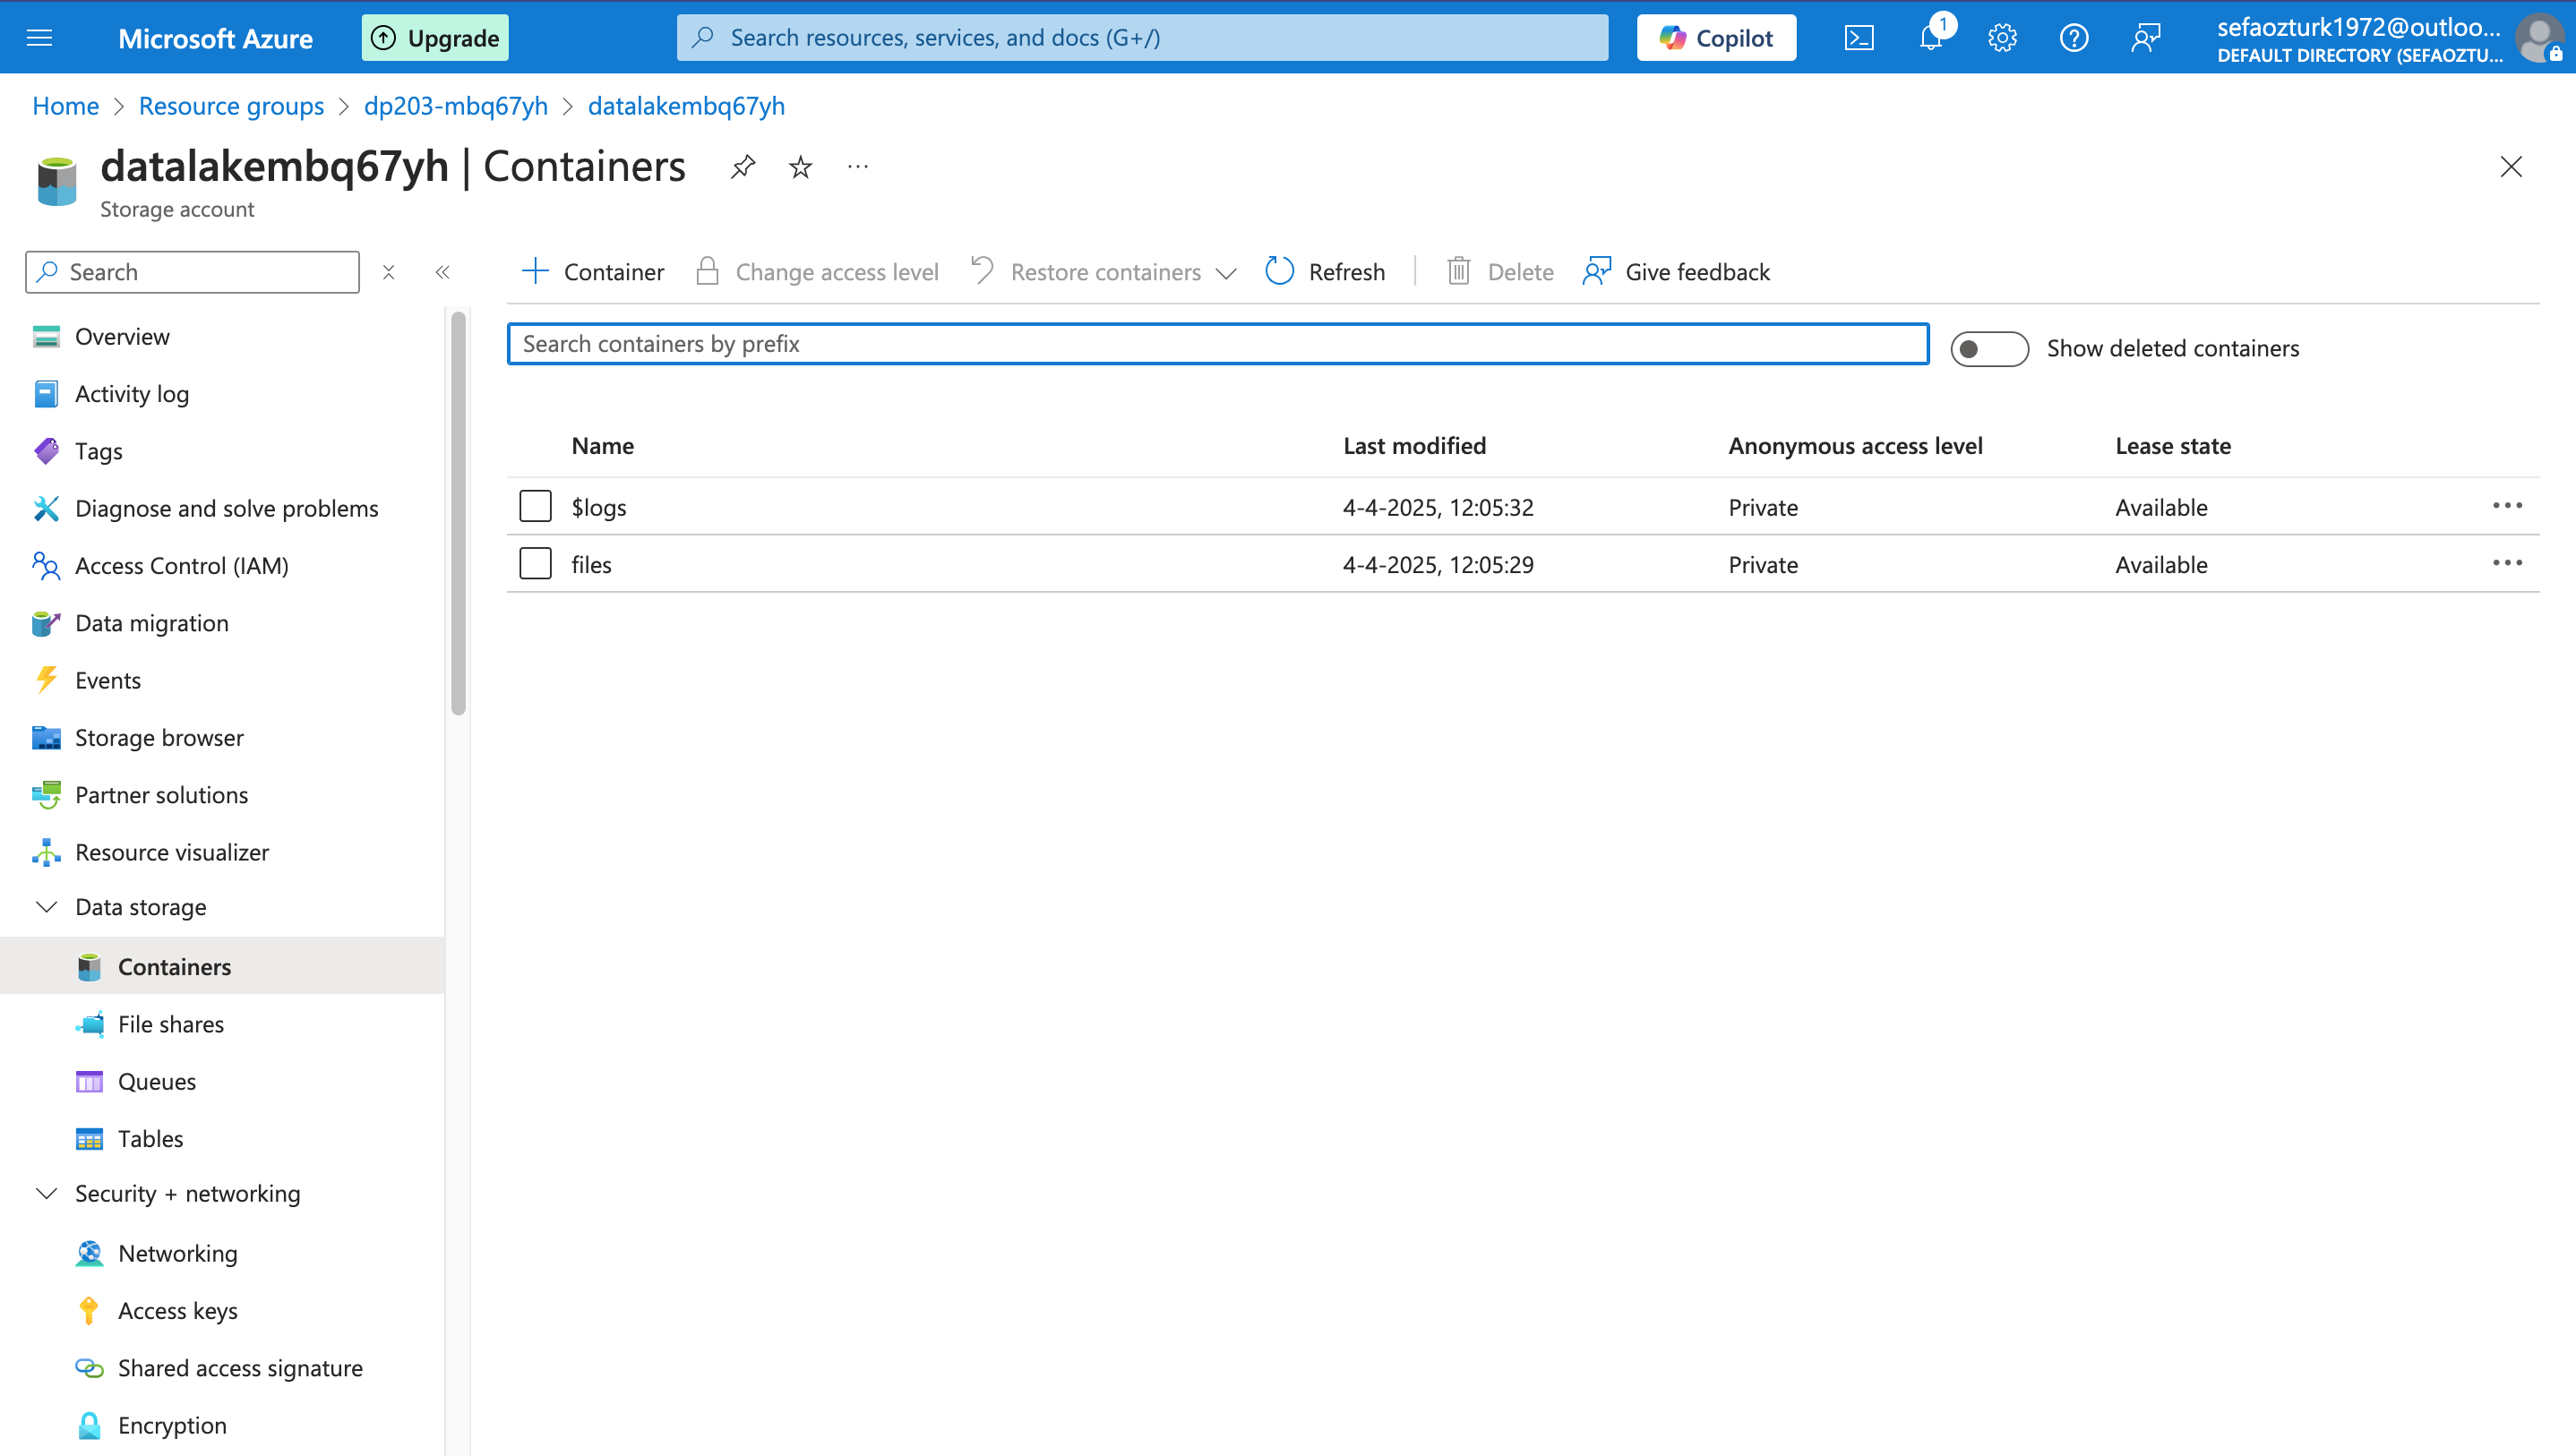 Microsoft Azure
Upgrade
Search resources, services, and docs (G+/)
Copilot
1
sefaozturk1972@outloo...
DEFAULT DIRECTORY (SEFAOZTU...
Home > Resource groups > dp203-mbq67yh > datalakembq67yh
datalakembq67yh | Containers
Storage account
Search
Container
Change access level
Restore containers
Refresh
Delete
Give feedback
Search containers by prefix
Show deleted containers
Name Last modified Anonymous access level Lease state
$logs 4-4-2025, 12:05:32 Private Available
files 4-4-2025, 12:05:29 Private Available
Overview
Activity log
Tags
Diagnose and solve problems
Access Control (IAM)
Data migration
Events
Storage browser
Partner solutions
Resource visualizer
Data storage
Containers
File shares
Queues
Tables
Security + networking
Networking
Access keys
Shared access signature
Encryption